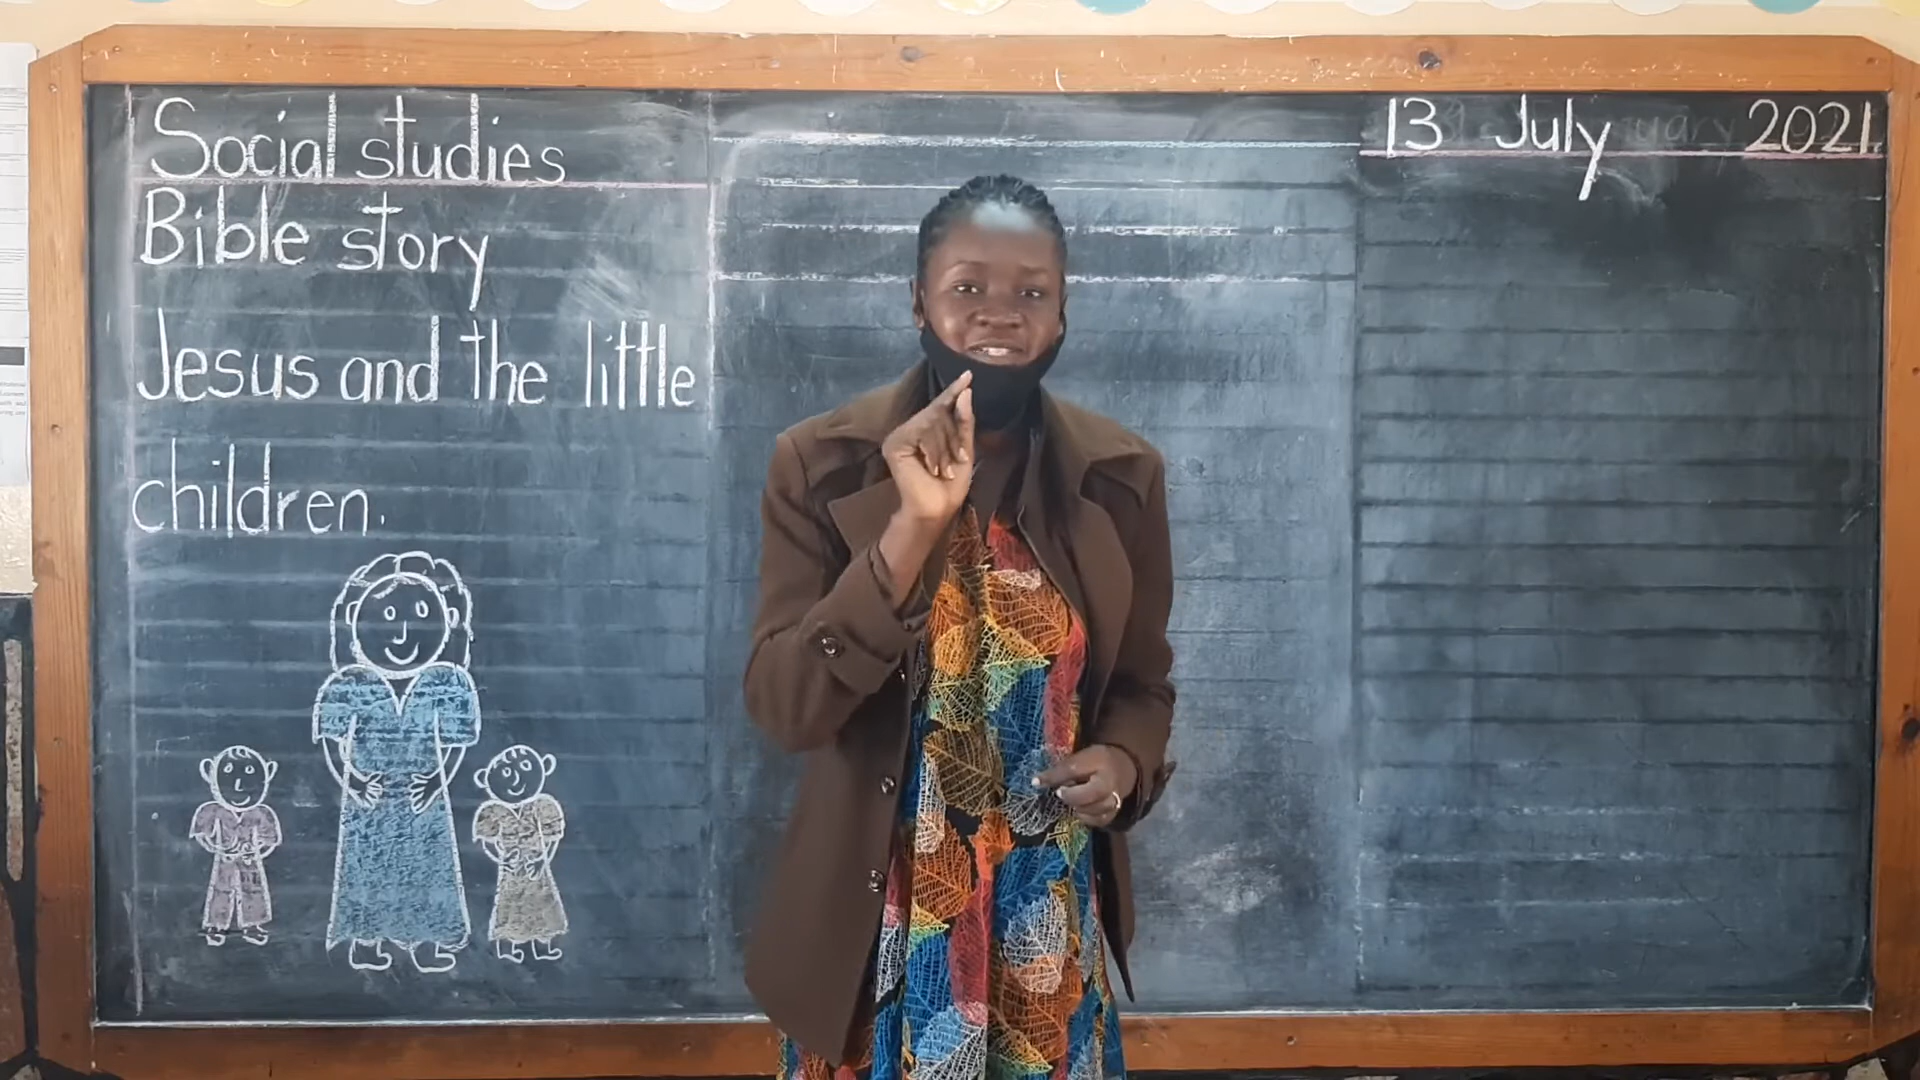 Social studies
13 July 2021.
Bible story
Jesus and the little
children.